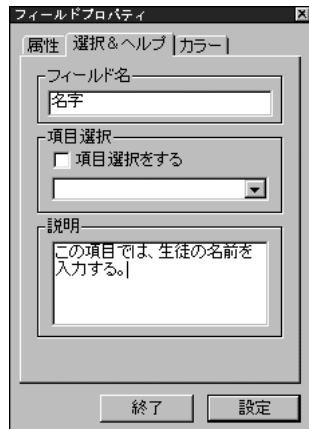 フィールドプロパティ
属性 選択＆ヘルプ カラー
フィールド名
名字
項目選択
項目選択をする
説明
この項目では、生徒の名前を
入力する。
終了 設定